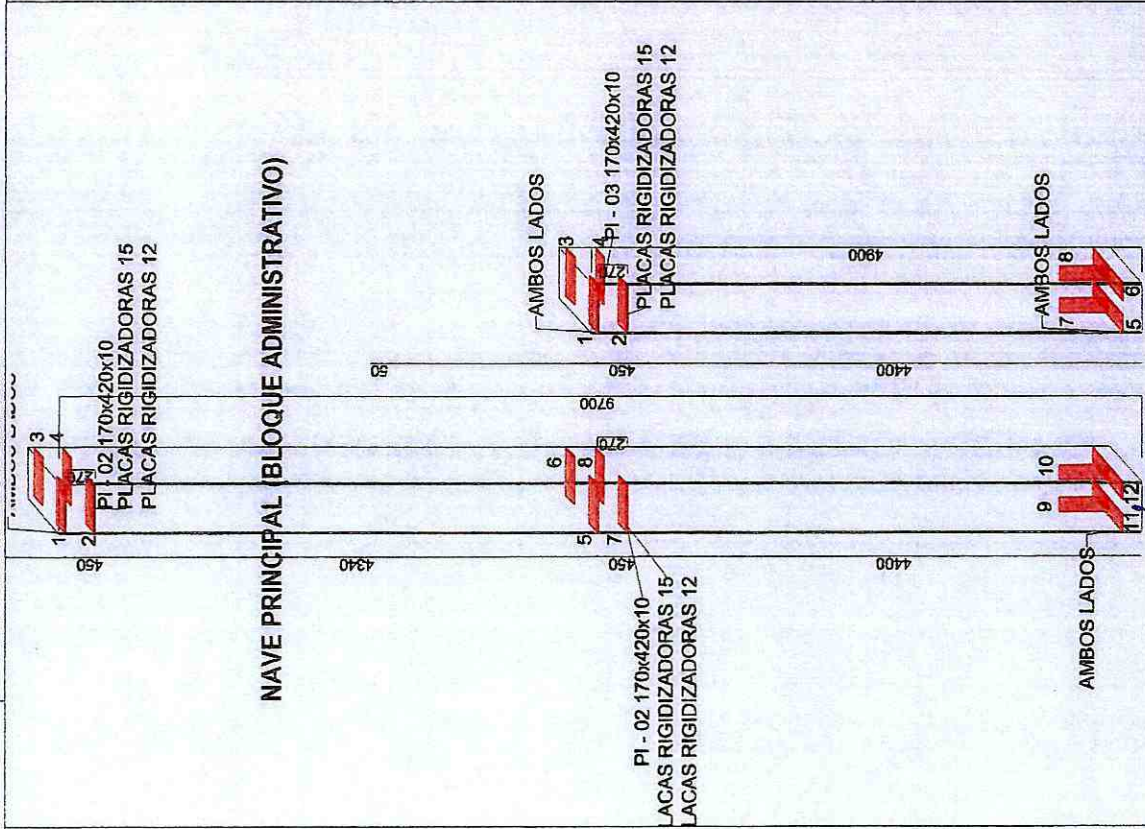 3
1
4
2
270
PI - 02 170x420x10
PLACAS RIGIDIZADORAS 15
PLACAS RIGIDIZADORAS 12
450
NAVE PRINCIPAL (BLOQUE ADMINISTRATIVO)
4340
9700
50
AMBOS LADOS
3
1
4
2
270
PI - 03 170x420x10
PLACAS RIGIDIZADORAS 15
PLACAS RIGIDIZADORAS 12
450
4900
6
5
8
7
270
450
PI - 02 170x420x10
LACAS RIGIDIZADORAS 15
LACAS RIGIDIZADORAS 12
4400
4400
AMBOS LADOS
9
10
11
12
AMBOS LADOS
7
8
5
6